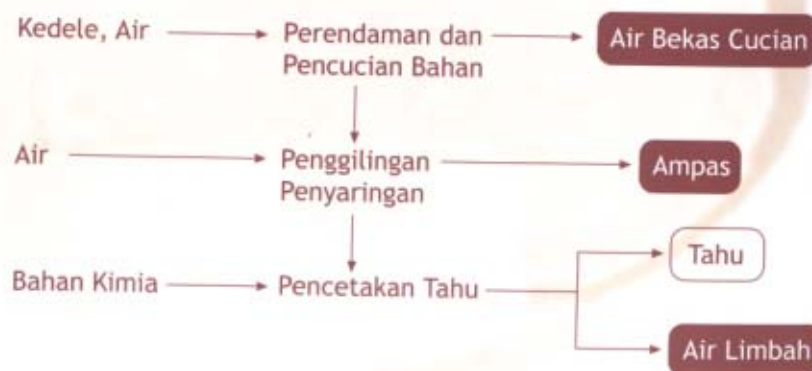 Kedele, Air
Perendaman dan
Pencucian Bahan
Air Bekas Cucian
Air
Penggilingan
Penyaringan
Ampas
Bahan Kimia
Pencetakan Tahu
Tahu
Air Limbah